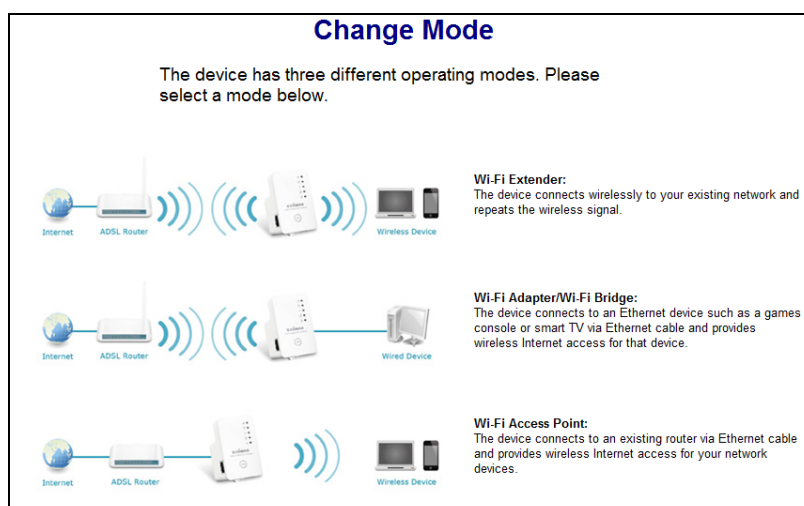 Change Mode
The device has three different operating modes. Please
select a mode below.
Wi-Fi Extender:
The device connects wirelessly to your existing network and
repeats the wireless signal.
Internet
ADSL Router
Wireless Device
Wi-Fi Adapter/Wi-Fi Bridge:
The device connects to an Ethernet device such as a games
console or smart TV via Ethernet cable and provides
wireless Internet access for that device.
Internet
ADSL Router
Wired Device
Wi-Fi Access Point:
The device connects to an existing router via Ethernet cable
and provides wireless Internet access for your network
devices.
Internet
ADSL Router
Wireless Device